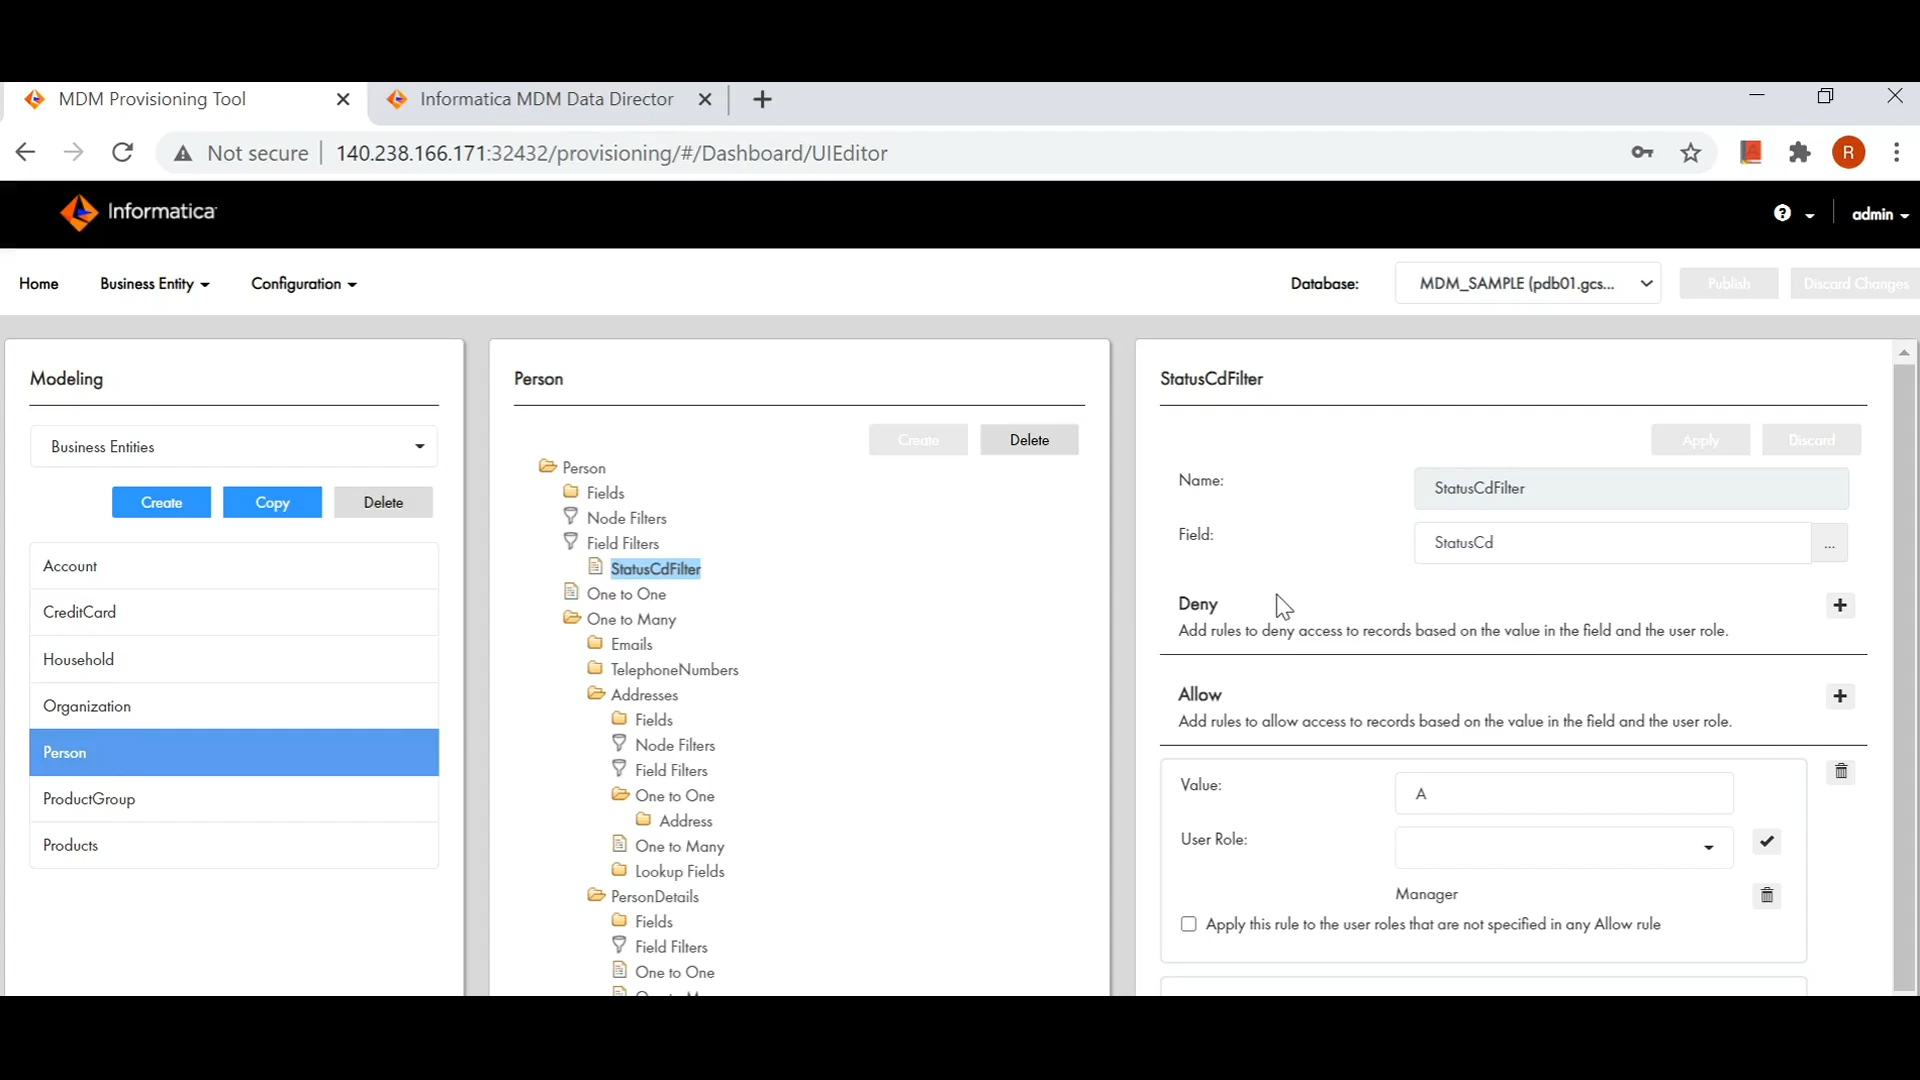 MDM Provisioning Tool
Informatica MDM Data Director
Not secure
140.238.166.171:32432/provisioning/#/Dashboard/UIEditor
R
Informatica
admin
Home
Business Entity
Configuration
Database:
MDM_SAMPLE (pdb01.gcs...
Publish
Discard Changes
Modeling
Business Entities
Create
Copy
Delete
Account
CreditCard
Household
Organization
Person
ProductGroup
Products
Person
Create
Delete
Person
Fields
Node Filters
Field Filters
StatusCdFilter
One to One
One to Many
Emails
TelephoneNumbers
Addresses
Fields
Node Filters
Field Filters
One to One
Address
One to Many
Lookup Fields
PersonDetails
Fields
Field Filters
One to One
StatusCdFilter
Apply
Discard
Name:
StatusCdFilter
Field:
StatusCd
...
Deny
Add rules to deny access to records based on the value in the field and the user role.
Allow
Add rules to allow access to records based on the value in the field and the user role.
Value:
A
User Role:
Manager
Apply this rule to the user roles that are not specified in any Allow rule